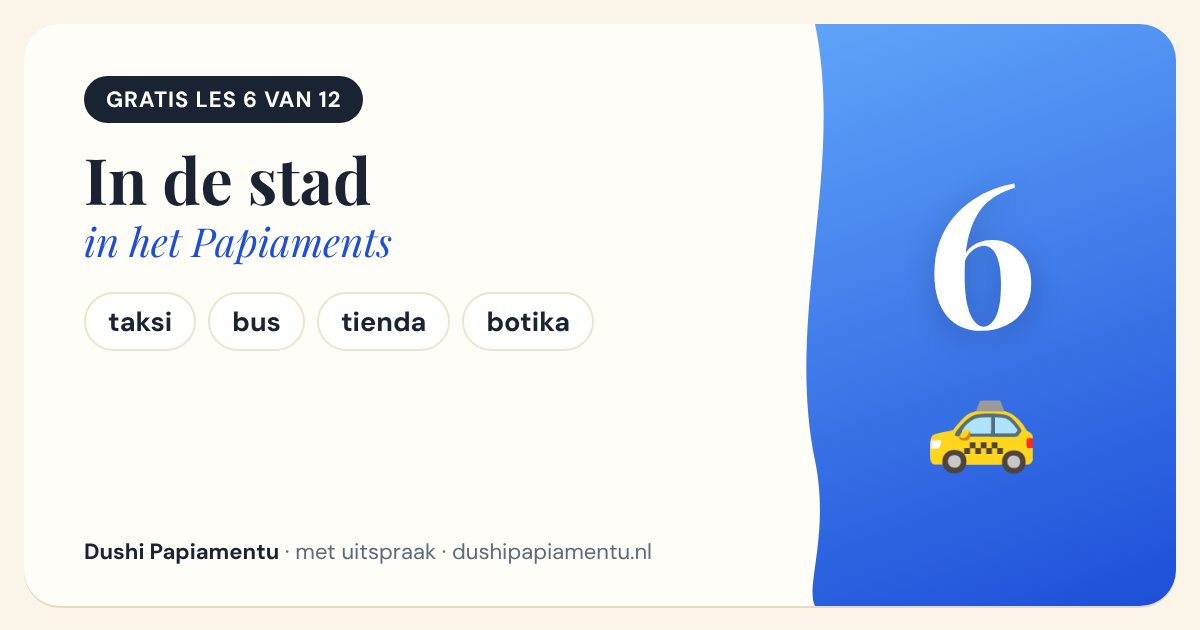 GRATIS LES 6 VAN 12
In de stad
in het Papiaments
taksi bus tienda botika
6
Dushi Papiamentu · met uitspraak · dushipapiamentu.nl